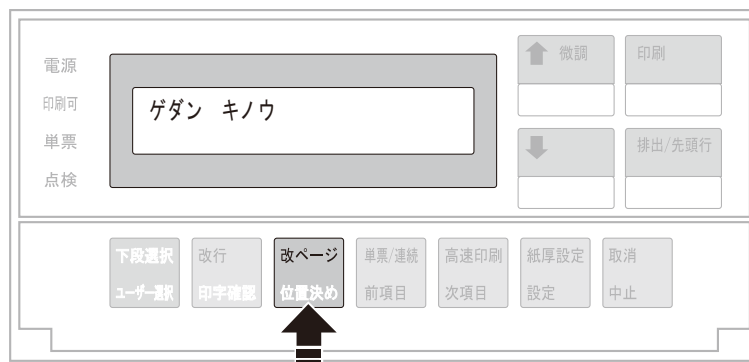 電源
印刷可
単票
点検
ゲダン キノウ
微調
印刷
排出/先頭行
下段選択
ユーザー選択
改行
印字確認
改ページ
位置決め
単票/連続
前項目
高速印刷
次項目
紙厚設定
設定
取消
中止